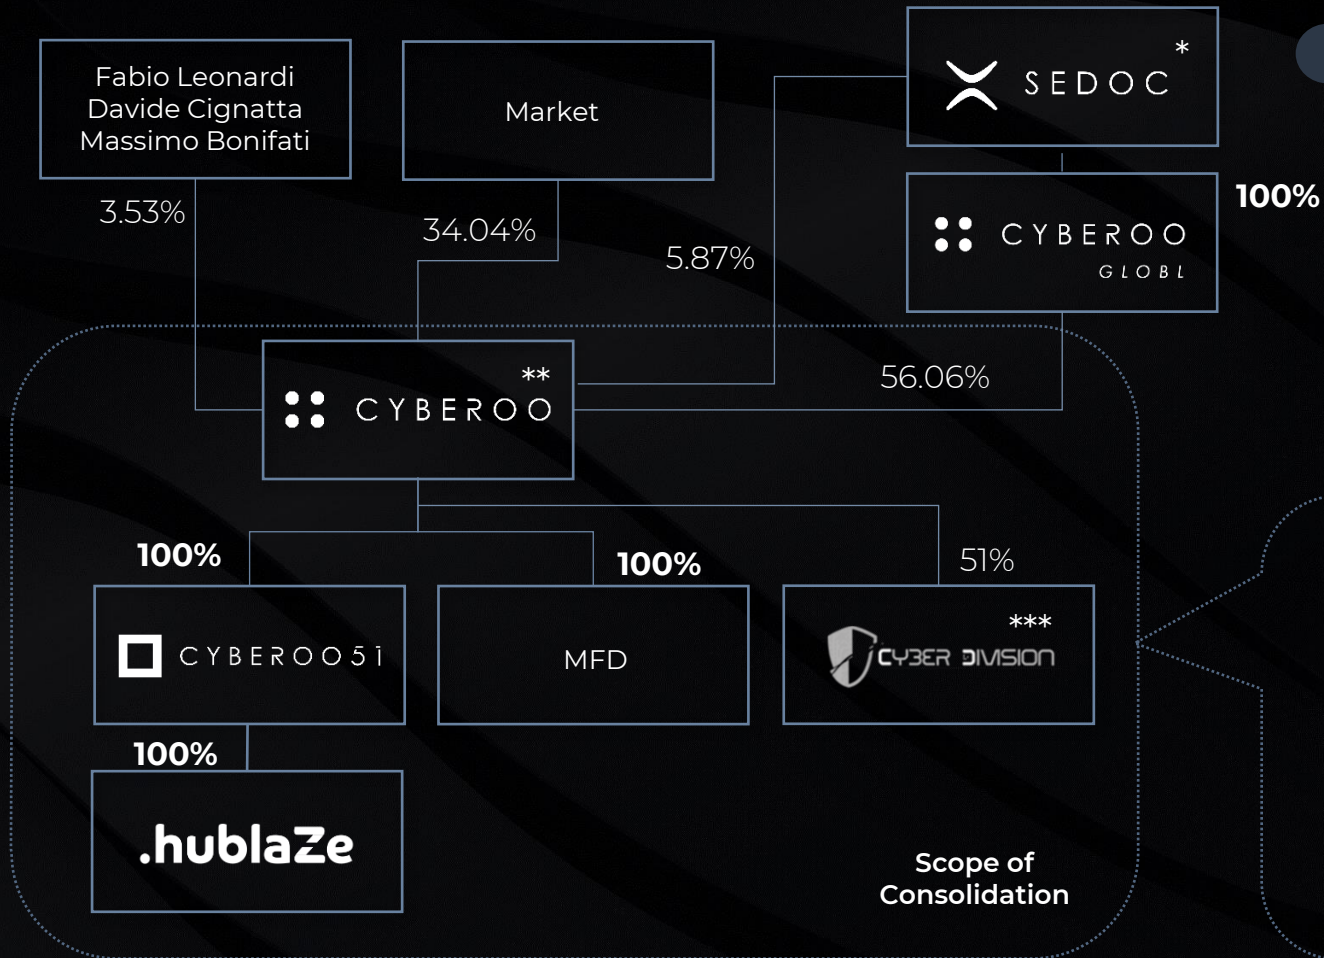 Fabio Leonardi
Davide Cignatta
Massimo Bonifati
Market
*
SEDOC
3.53%
34.04%
5.87%
100%
CYBEROO
GLOBL
56.06%
**
CYBEROO
100%
100%
51%
CYBEROO51
MFD
***
CYBER DIVISION
100%
.hublaze
Scope of
Consolidation